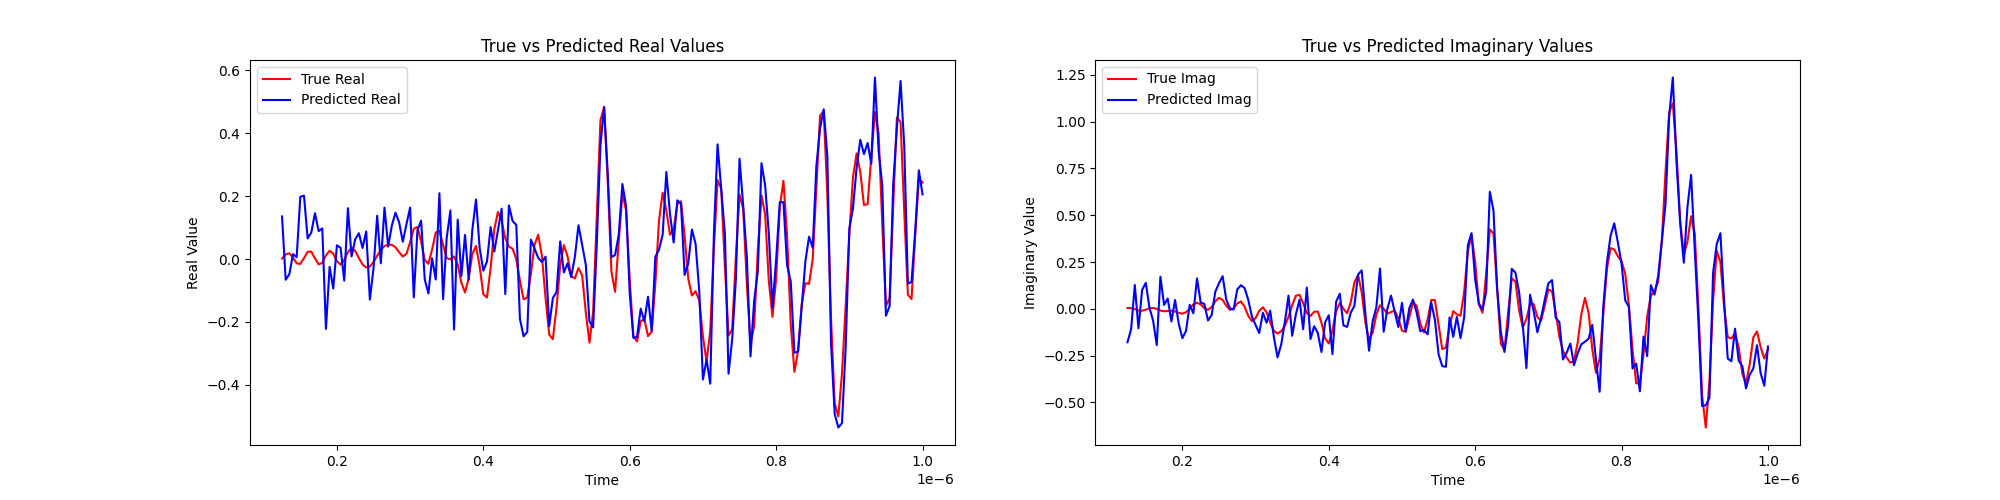 True vs Predicted Real Values
True Real
Predicted Real
Real Value
0.6
0.4
0.2
0.0
−0.2
−0.4
0.2
0.4
0.6
0.8
1.0
1e−6
Time
True vs Predicted Imaginary Values
True Imag
Predicted Imag
Imaginary Value
1.25
1.00
0.75
0.50
0.25
0.00
−0.25
−0.50
0.2
0.4
0.6
0.8
1.0
1e−6
Time